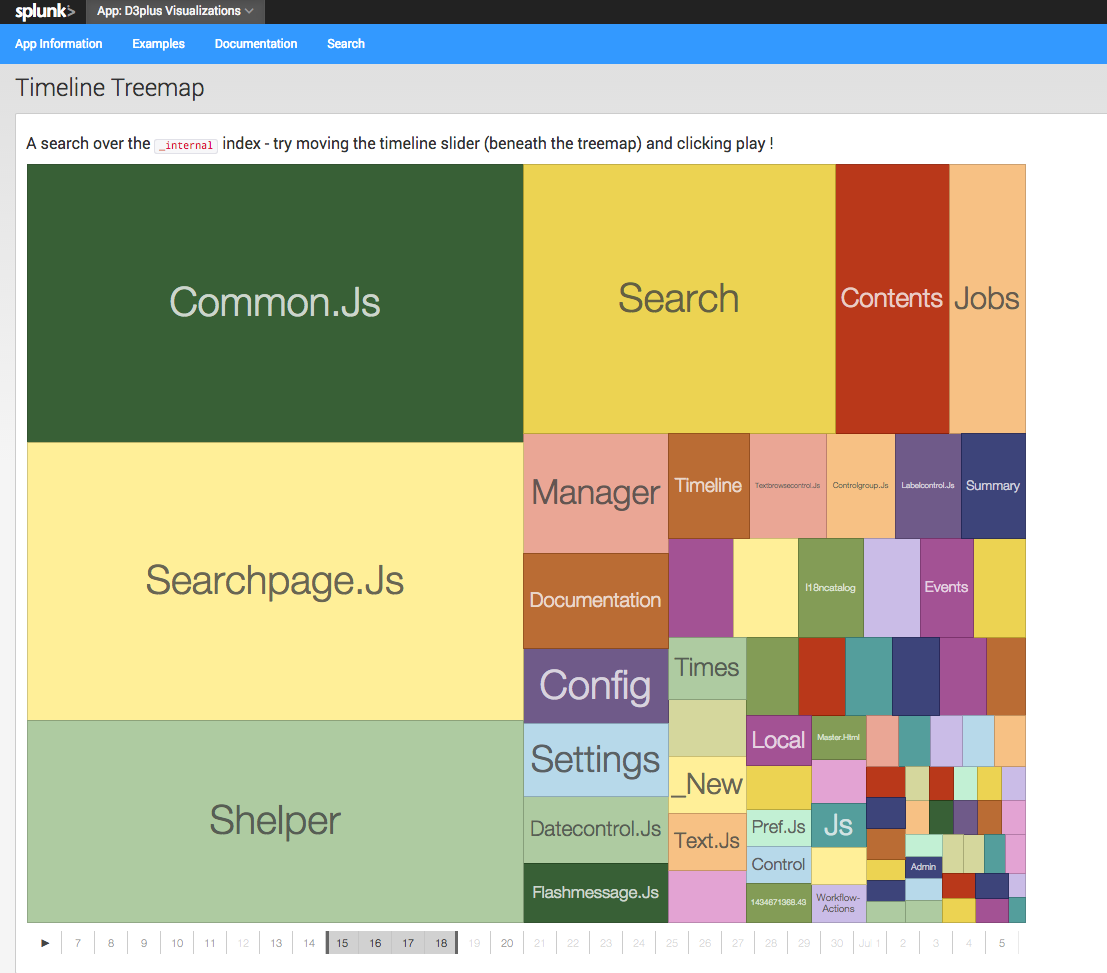 splunk> App: D3plus Visualizations
App Information Examples Documentation Search
Timeline Treemap
A search over the _internal index - try moving the timeline slider (beneath the treemap) and clicking play !
Common.Js
Search
Contents
Jobs
Searchpage.Js
Shelper
Manager
Timeline
Textbrowsecontrol.Js
Controlgroup.Js
Labelcontrol.Js
Summary
Documentation
I18ncatalog
Events
Config
Times
Settings
_New
Local
Master.Html
Datecontrol.Js
Text.Js
Pref.Js
Js
Control
Admin
Flashmessage.Js
1434671368.43
Workflow-
Actions
7 8 9 10 11 12 13 14 15 16 17 18 19 20 21 22 23 24 25 26 27 28 29 30 Jul 1 2 3 4 5